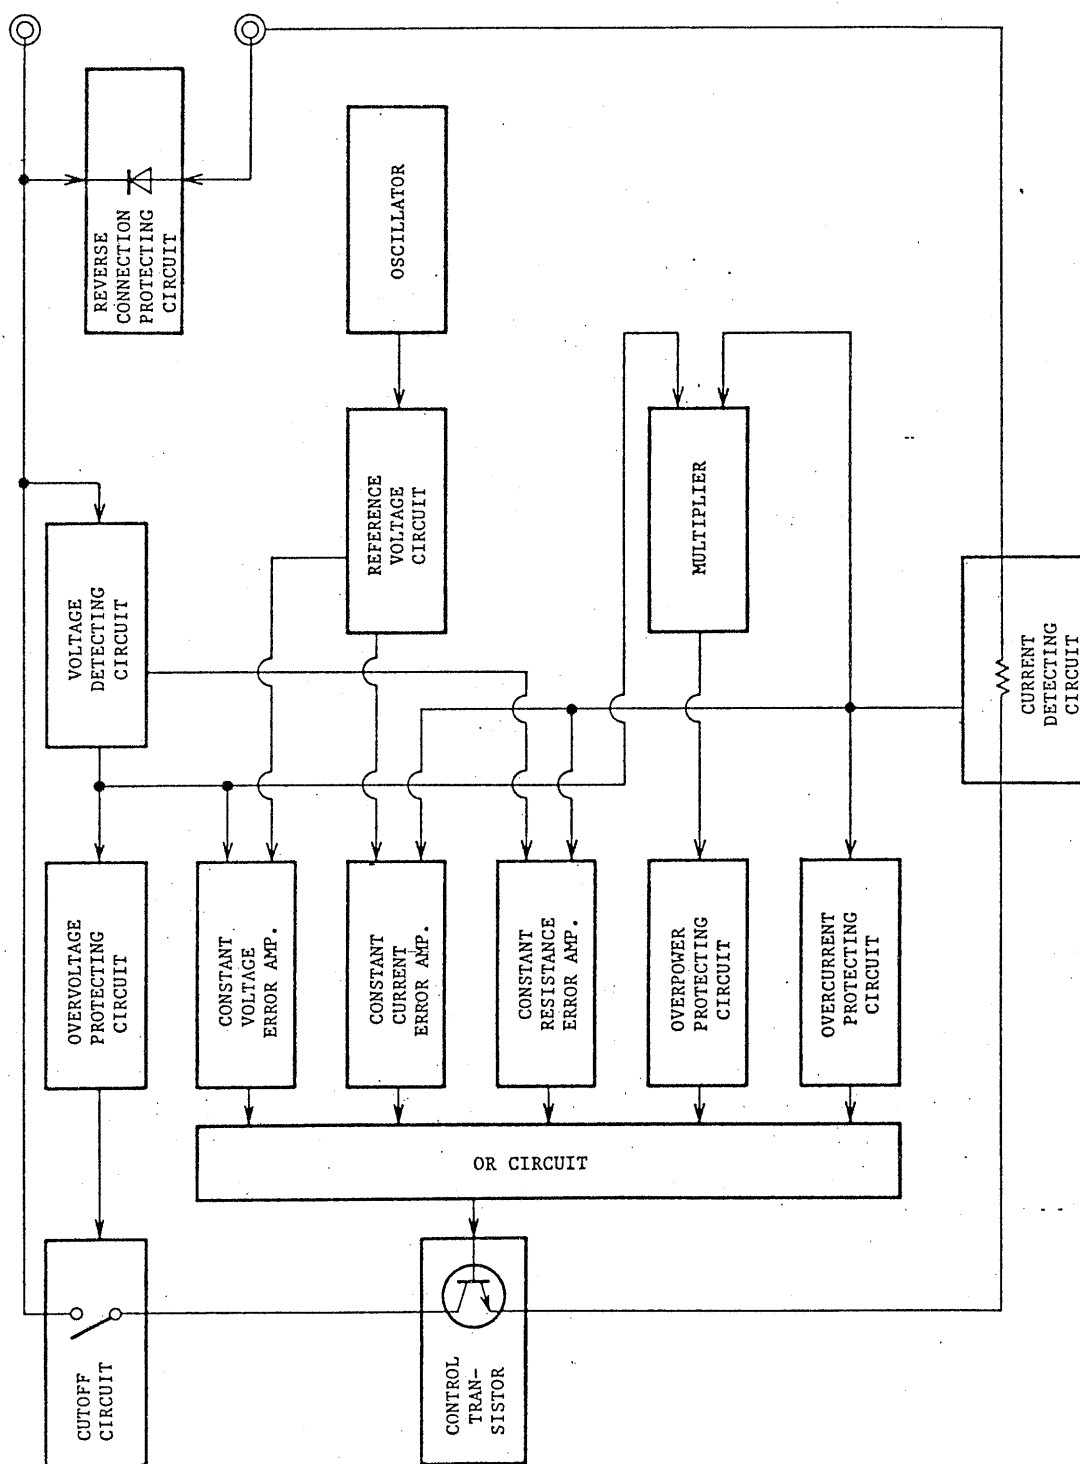 REVERSE
CONNECTION
PROTECTING
CIRCUIT
OSCILLATOR
VOLTAGE
DETECTING
CIRCUIT
REFERENCE
VOLTAGE
CIRCUIT
MULTIPLIER
CURRENT
DETECTING
CIRCUIT
OVERVOLTAGE
PROTECTING
CIRCUIT
CONSTANT
VOLTAGE
ERROR AMP.
CONSTANT
CURRENT
ERROR AMP.
CONSTANT
RESISTANCE
ERROR AMP.
OVERPOWER
PROTECTING
CIRCUIT
OVERCURRENT
PROTECTING
CIRCUIT
OR CIRCUIT
CUTOFF
CIRCUIT
CONTROL
TRAN-
SISTOR